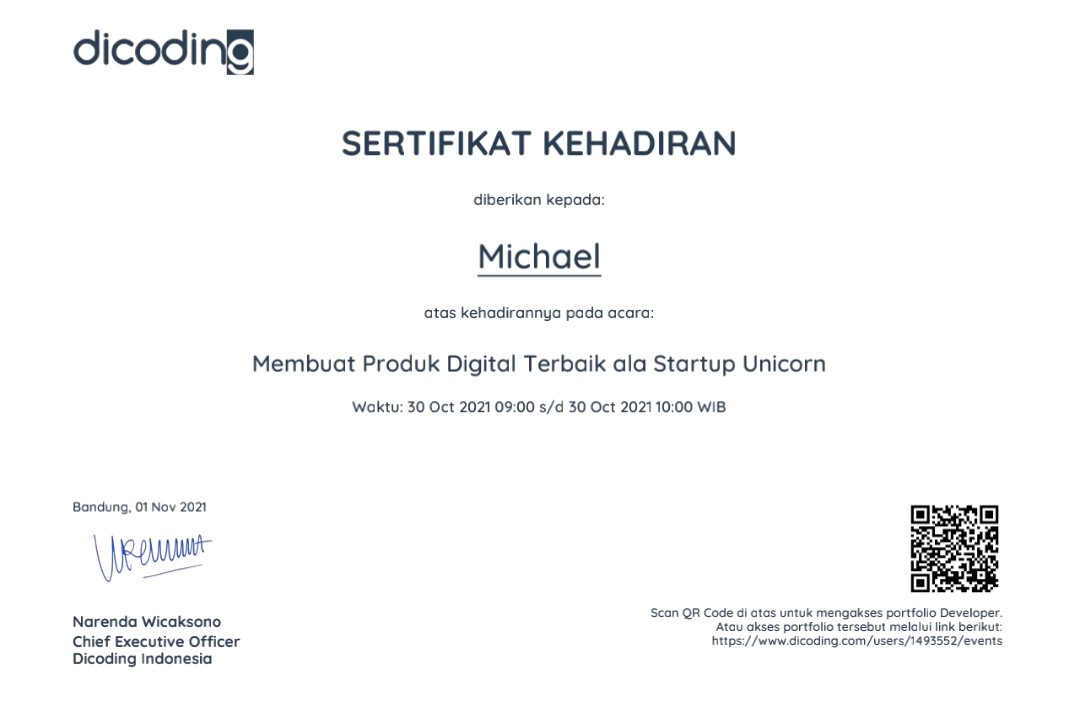 dicoding
SERTIFIKAT KEHADIRAN
diberikan kepada:
Michael
atas kehadirannya pada acara:
Membuat Produk Digital Terbaik ala Startup Unicorn
Waktu: 30 Oct 2021 09:00 s/d 30 Oct 2021 10:00 WIB
Bandung, 01 Nov 2021
Narenda Wicaksono
Chief Executive Officer
Dicoding Indonesia
Scan QR Code di atas untuk mengakses portfolio Developer.
Atau akses portfolio tersebut melalui link berikut:
https://www.dicoding.com/users/1493552/events